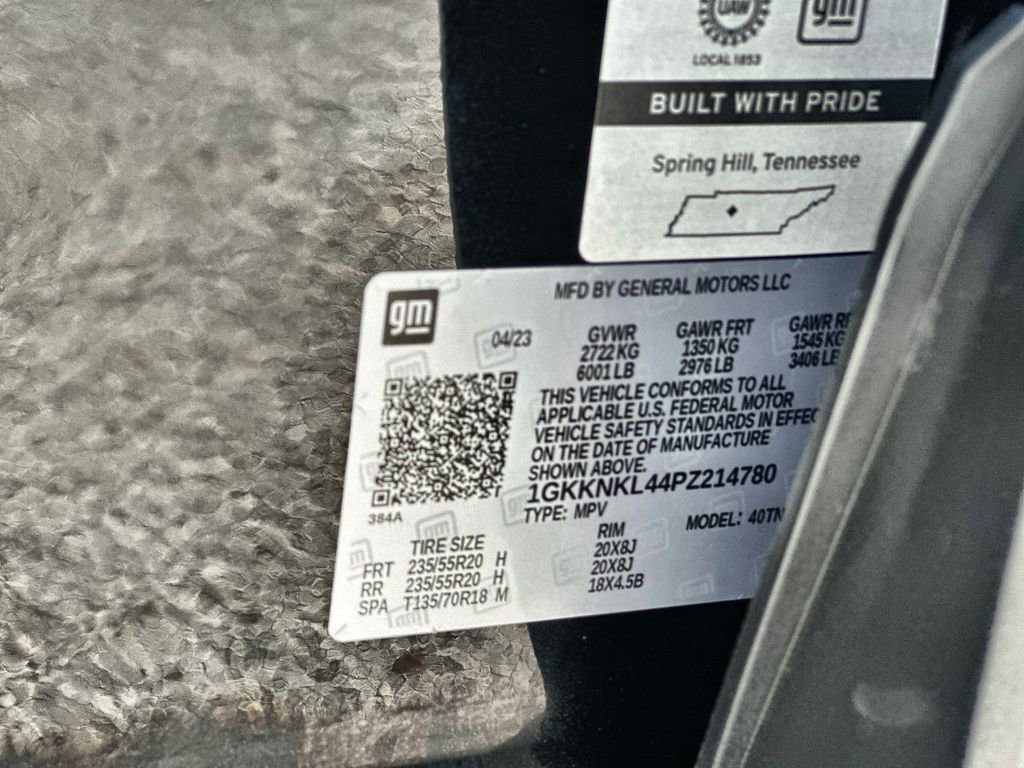 UAW
gm
LOCAL 1853
BUILT WITH PRIDE
Spring Hill, Tennessee
gm
MFD BY GENERAL MOTORS LLC
04/23 GVWR GAWR FRT GAWR
2722 KG 1350 KG 1545 KG
6001 LB 2976 LB 3406
THIS VEHICLE CONFORMS TO ALL
APPLICABLE U.S. FEDERAL MOTOR
VEHICLE SAFETY STANDARDS IN
ON THE DATE OF MANUFACTURE
SHOWN ABOVE.
1GKKNKL44PZ214780
384A
TYPE: MPV MODEL:
TIRE SIZE RIM
FRT 235/55R20 H 20X8J
RR 235/55R20 H 20X8J
SPA T135/70R18 M 18X4.5B